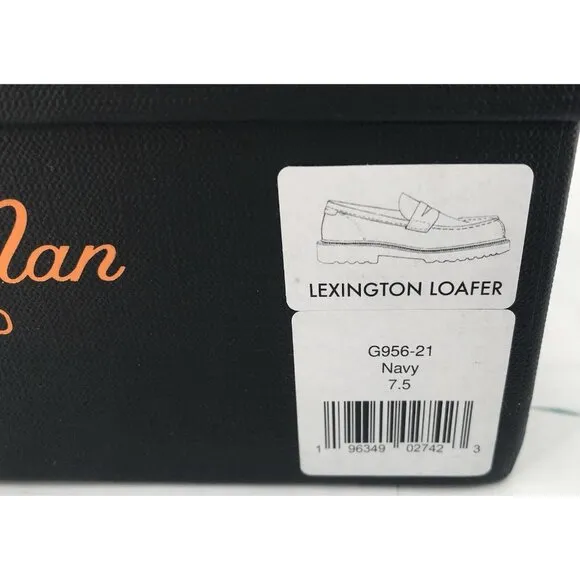 Man
LEXINGTON LOAFER
G956-21
Navy
7.5
1 96349 02742 3